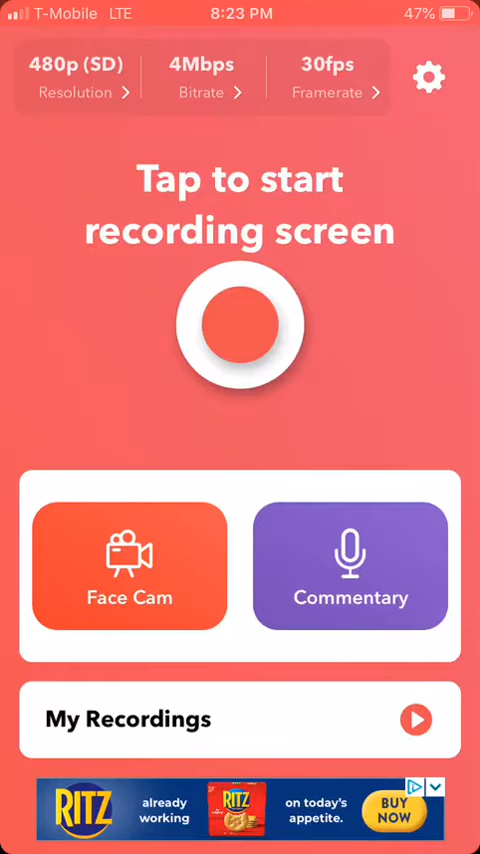 T-Mobile LTE 8:23 PM 47%
480p (SD) 4Mbps 30fps
Resolution Bitrate Framerate
Tap to start
recording screen
Face Cam Commentary
My Recordings
RITZ already working RITZ on today's appetite. BUY NOW